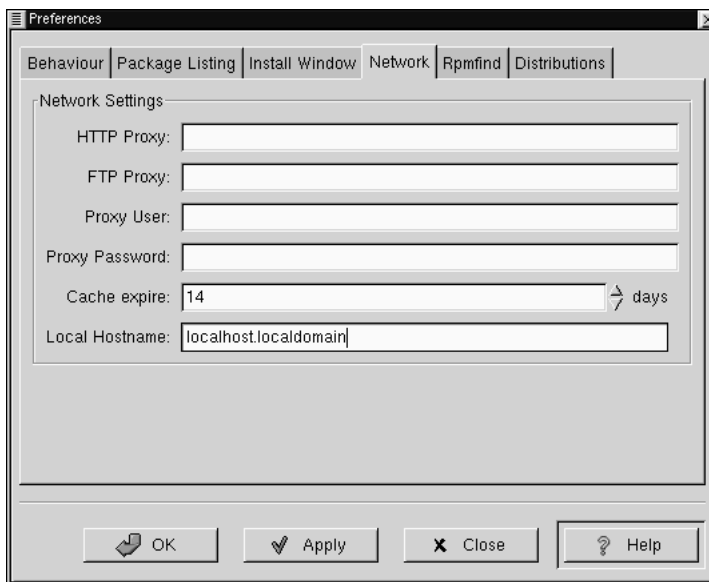 Preferences
Behaviour Package Listing Install Window Network Rpmfind Distributions
Network Settings
HTTP Proxy:
FTP Proxy:
Proxy User:
Proxy Password:
Cache expire: 14 days
Local Hostname: localhost.localdomain
OK Apply Close Help